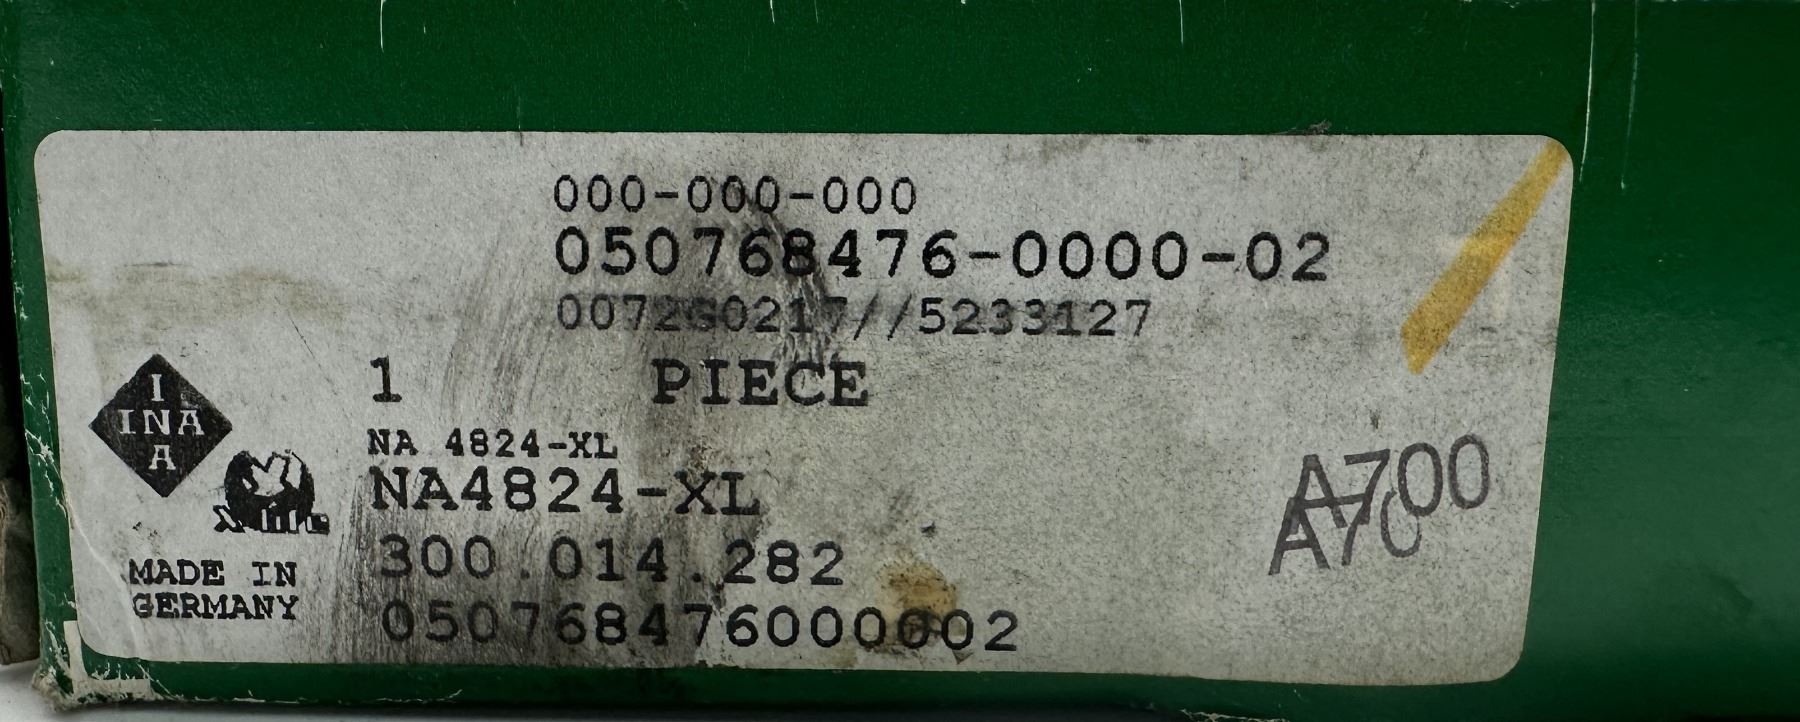 000-000-000
050768476-0000-02
0072G0217//5233127
1 PIECE
I
INA
A
NA 4824-XL
NA4824-XL
A700
A70
300.014.282
MADE IN
GERMANY
050768476000002